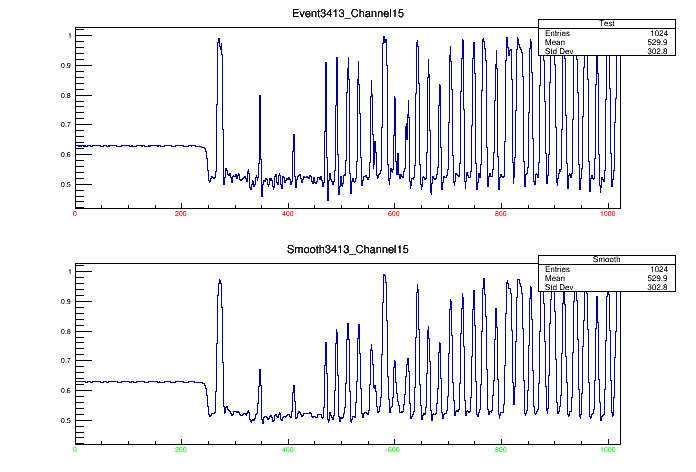 Event3413_Channel15
Test
Entries 1024
Mean 529.9
Std Dev 302.8
1
0.9
0.8
0.7
0.6
0.5
0 200 400 600 800 1000
Smooth3413_Channel15
Smooth
Entries 1024
Mean 529.9
Std Dev 302.8
1
0.9
0.8
0.7
0.6
0.5
0 200 400 600 800 1000